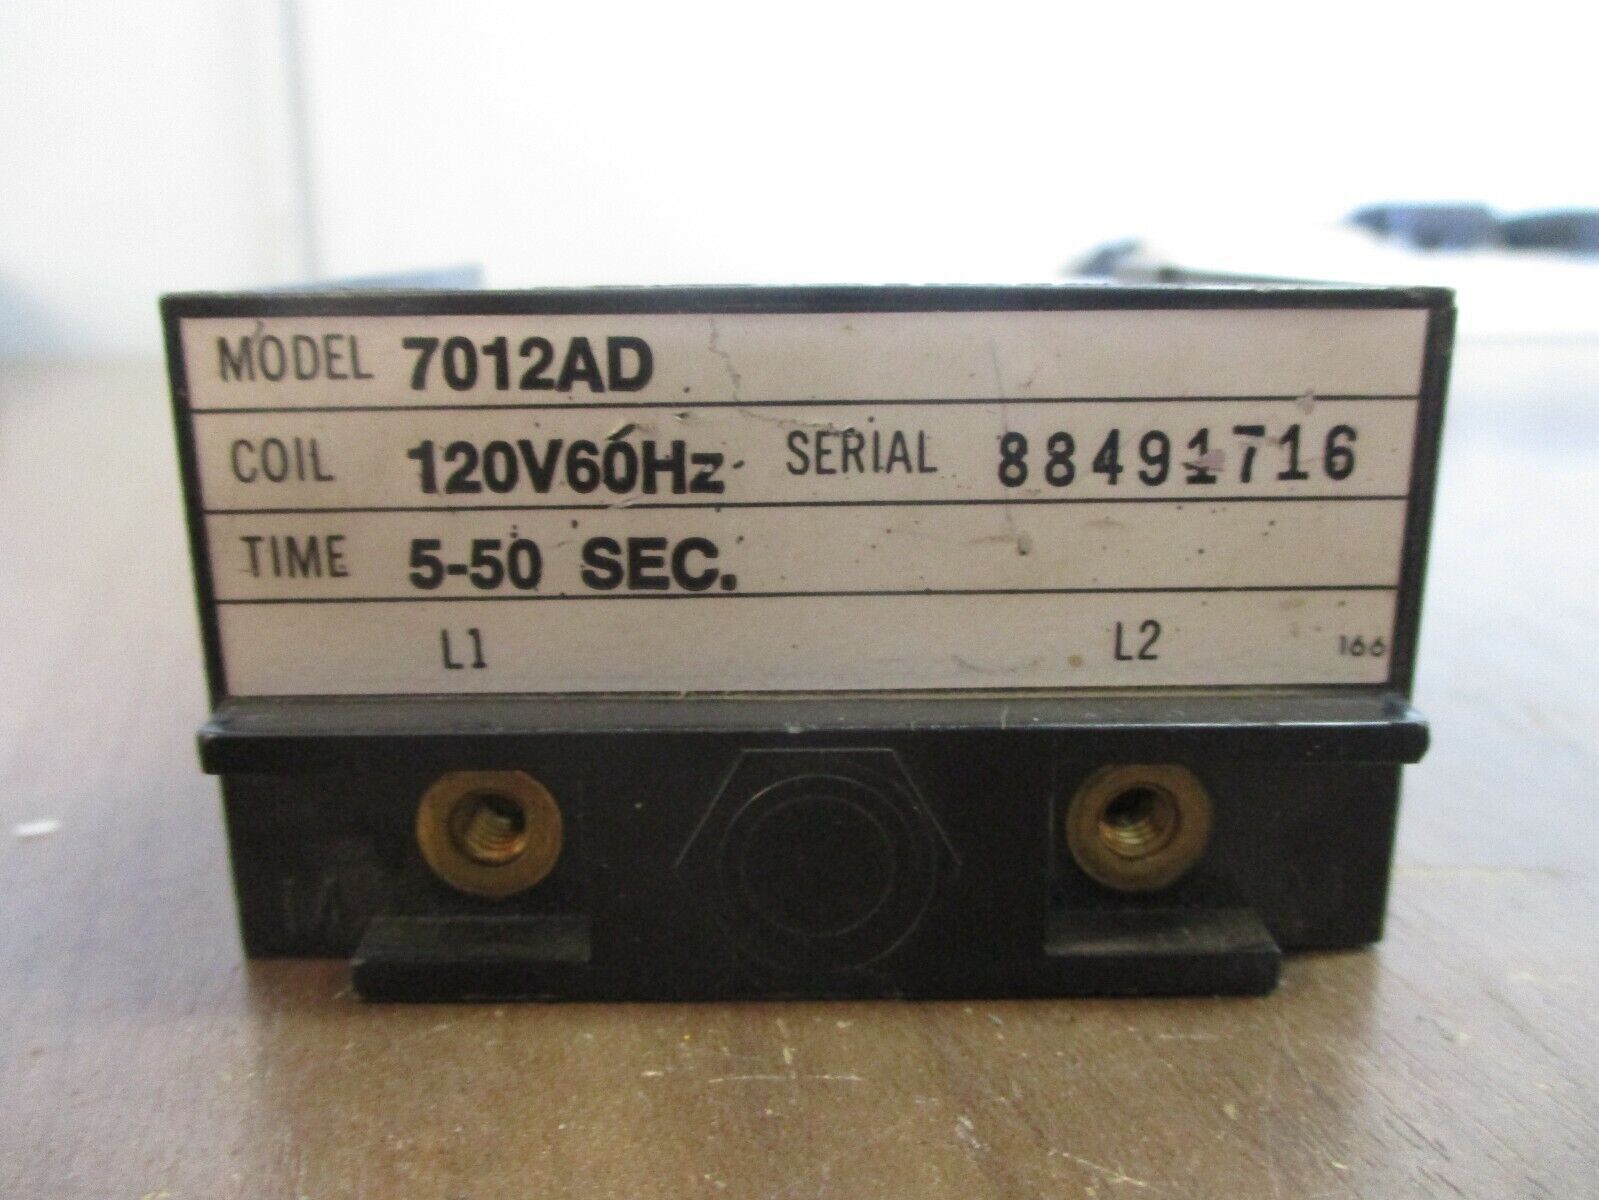 MODEL 7012AD
COIL 120V60Hz SERIAL 88491716
TIME 5-50 SEC.
L1 L2 166